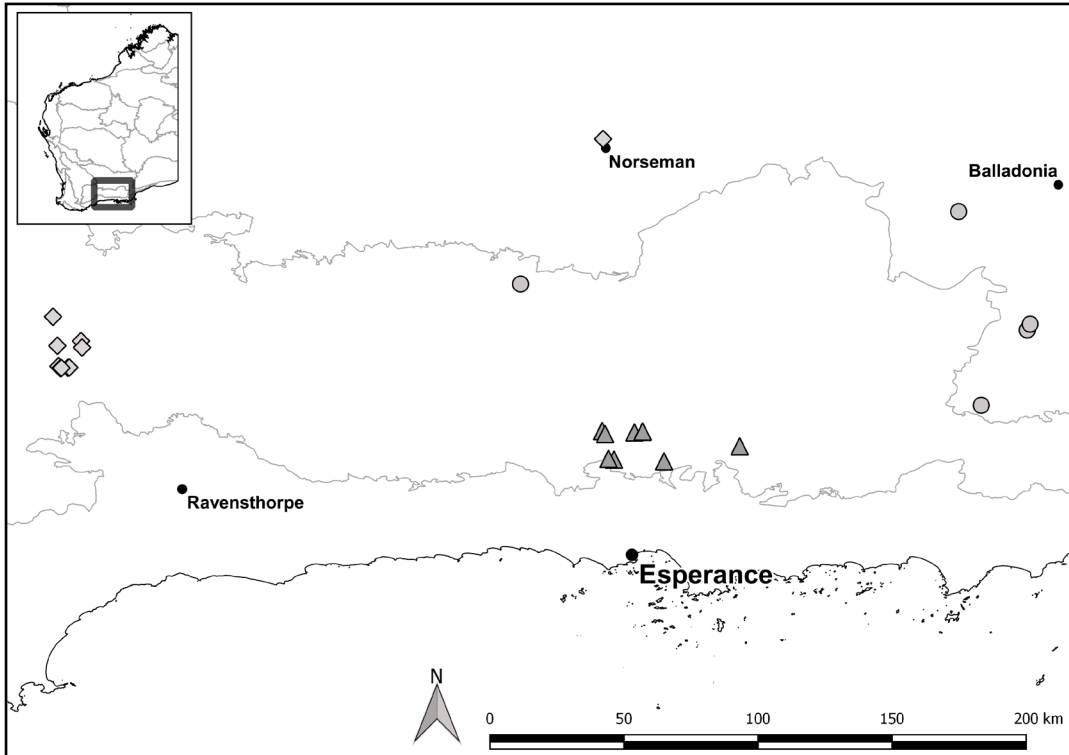 Norseman
Balladonia
Ravensthorpe
Esperance
N
0 50 100 150 200 km